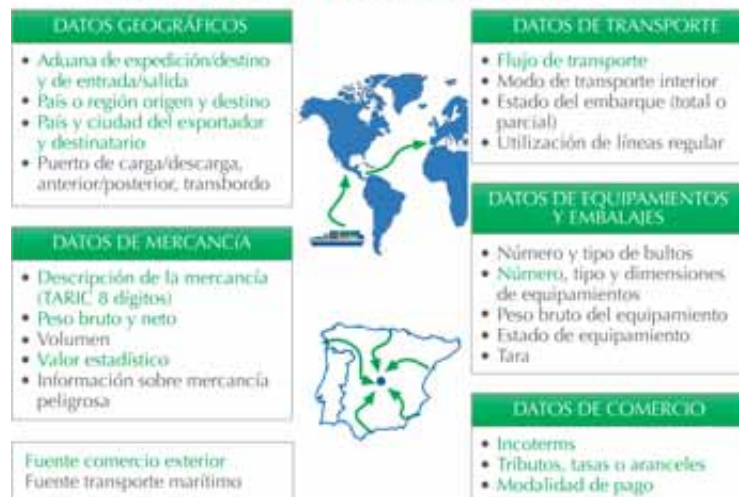 DATOS GEOGRÁFICOS
• Aduana de expedición/destino
y de entrada/salida
• País o región origen y destino
• País y ciudad del exportador
y destinatario
• Puerto de carga/descarga,
anterior/posterior, transbordo
DATOS DE MERCANCíA
• Descripción de la mercancía
(TARIC 8 dígitos)
• Peso bruto y neto
• Volumen
• Valor estadístico
• Información sobre mercancía
peligrosa
Fuente comercio exterior
Fuente transporte marítimo
DATOS DE TRANSPORTE
• Flujo de transporte
• Modo de transporte interior
• Estado del embarque (total o
parcial)
• Utilización de líneas regular
DATOS DE EQUIPAMIENTOS
Y EMBALAJES
• Número y tipo de bultos
• Número, tipo y dimensiones
de equipamientos
• Peso bruto del equipamiento
• Estado de equipamiento
• Tara
DATOS DE COMERCIO
• Incoterms
• Tributos, tasas o aranceles
• Modalidad de pago